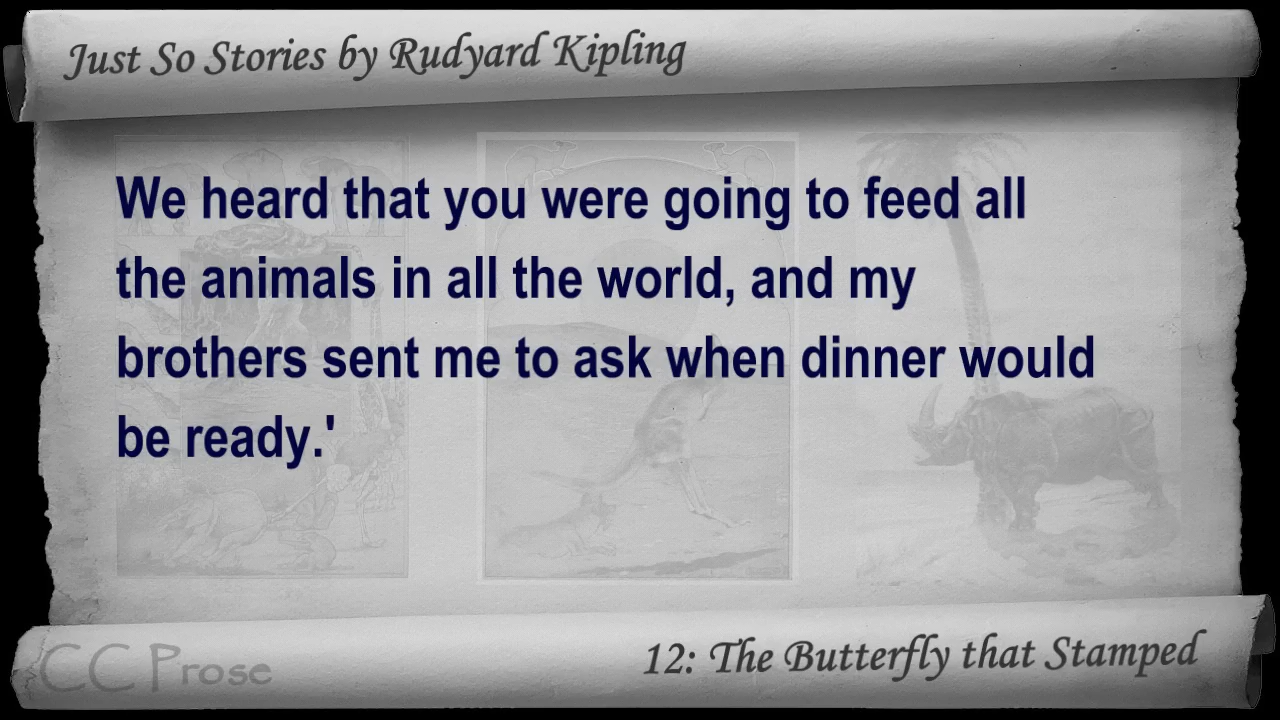 Just So Stories by Rudyard Kipling
We heard that you were going to feed all
the animals in all the world, and my
brothers sent me to ask when dinner would
be ready.'
CC Prose
12: The Butterfly that Stamped